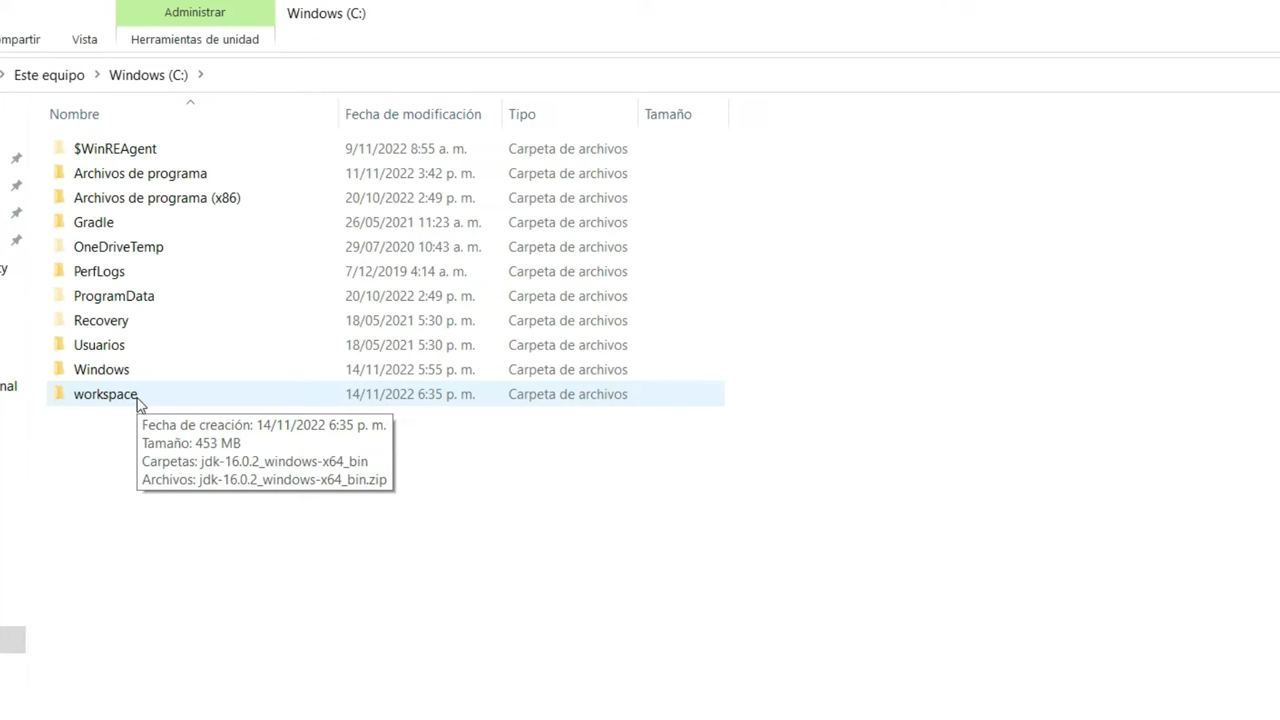 Administrar
Windows (C:)
ompartir
Vista
Herramientas de unidad
Este equipo
Windows (C:)
Nombre
Fecha de modificación
Tipo
Tamaño
$WinREAgent 9/11/2022 8:55 a. m. Carpeta de archivos
Archivos de programa 11/11/2022 3:42 p. m. Carpeta de archivos
Archivos de programa (x86) 20/10/2022 2:49 p. m. Carpeta de archivos
Gradle 26/05/2021 11:23 a. m. Carpeta de archivos
OneDriveTemp 29/07/2020 10:43 a. m. Carpeta de archivos
PerfLogs 7/12/2019 4:14 a. m. Carpeta de archivos
ProgramData 20/10/2022 2:49 p. m. Carpeta de archivos
Recovery 18/05/2021 5:30 p. m. Carpeta de archivos
Usuarios 18/05/2021 5:30 p. m. Carpeta de archivos
Windows 14/11/2022 5:55 p. m. Carpeta de archivos
workspace 14/11/2022 6:35 p. m. Carpeta de archivos
Fecha de creación: 14/11/2022 6:35 p. m.
Tamaño: 453 MB
Carpetas: jdk-16.0.2_windows-x64_bin
Archivos: jdk-16.0.2_windows-x64_bin.zip
ty
nal